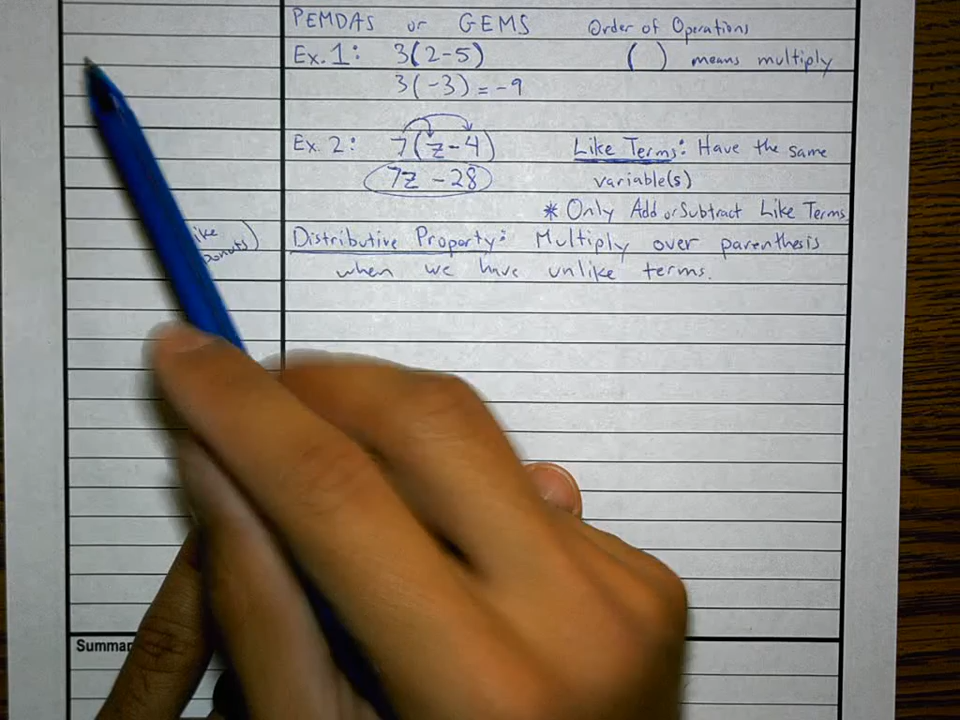 PEMDAS or GEMS Order of Operations
Ex. 1: 3(2-5) ( ) means multiply
3(-3) = -9
Ex. 2: 7(z-4) Like Terms: Have the same
7z - 28 variable(s)
* Only Add or Subtract Like Terms
Distributive Property: Multiply over parenthesis
when we have unlike terms.